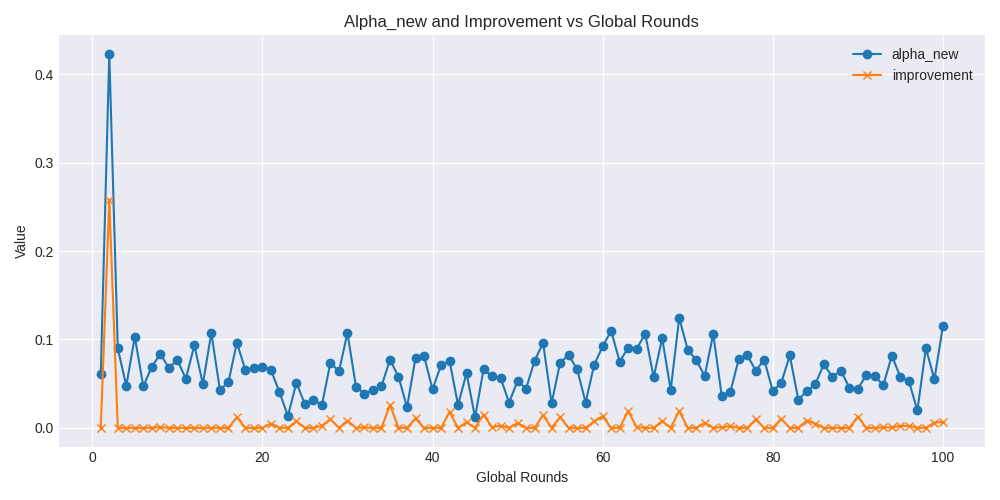 Alpha_new and Improvement vs Global Rounds
alpha_new
improvement
Value
0.4
0.3
0.2
0.1
0.0
0
20
40
60
80
100
Global Rounds